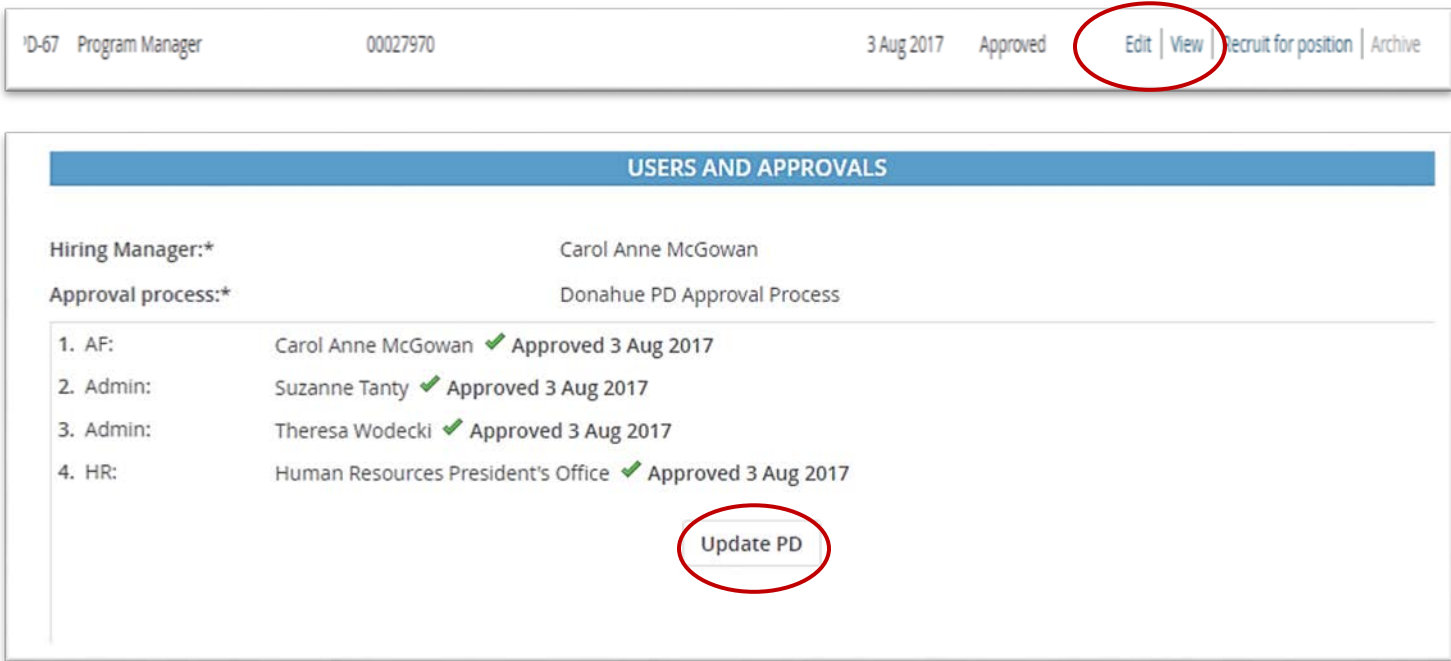 PD-67 Program Manager 00027970 3 Aug 2017 Approved Edit | View | Recruit for position | Archive
USERS AND APPROVALS
Hiring Manager:* Carol Anne McGowan
Approval process:* Donahue PD Approval Process
1. AF: Carol Anne McGowan ✔ Approved 3 Aug 2017
2. Admin: Suzanne Tanty ✔ Approved 3 Aug 2017
3. Admin: Theresa Wodecki ✔ Approved 3 Aug 2017
4. HR: Human Resources President's Office ✔ Approved 3 Aug 2017
Update PD